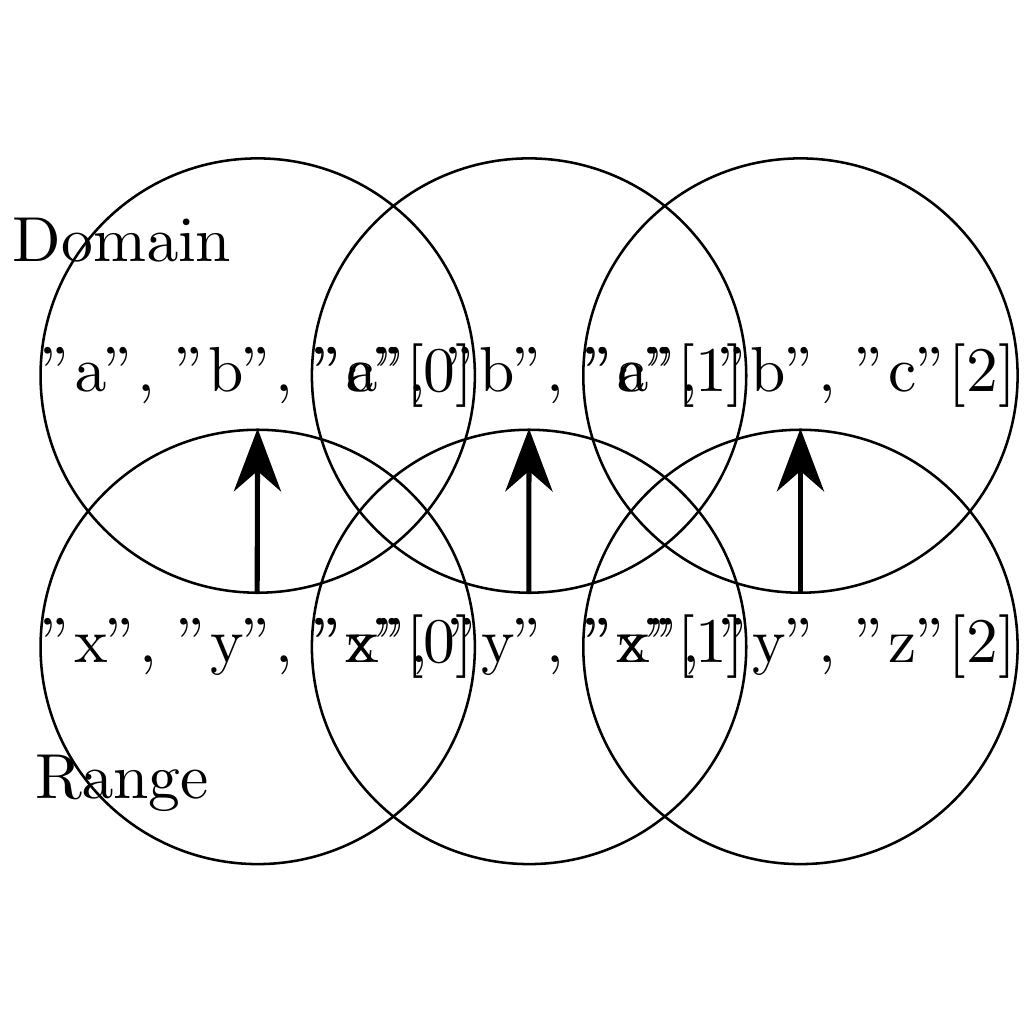 Domain
"a", "b", "c"[0] "a", "b", "c"[1] "a", "b", "c"[2]
"x", "y", "z"[0] "x", "y", "z"[1] "x", "y", "z"[2]
Range